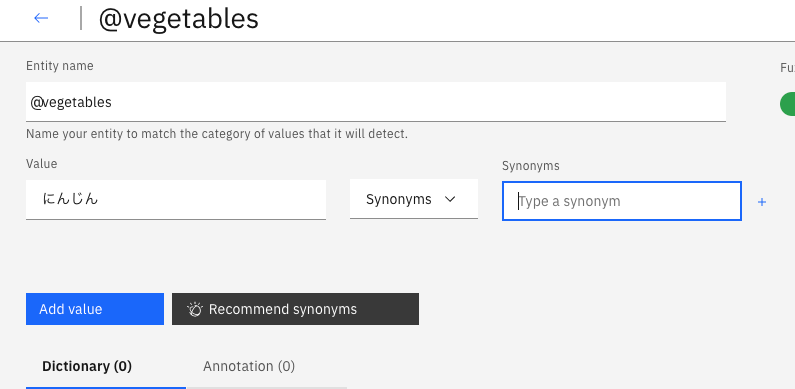 ← | @vegetables
Entity name
Fu
@vegetables
Name your entity to match the category of values that it will detect.
Value
Synonyms
にんじん
Synonyms
Type a synonym
+
Add value
Recommend synonyms
Dictionary (0)
Annotation (0)